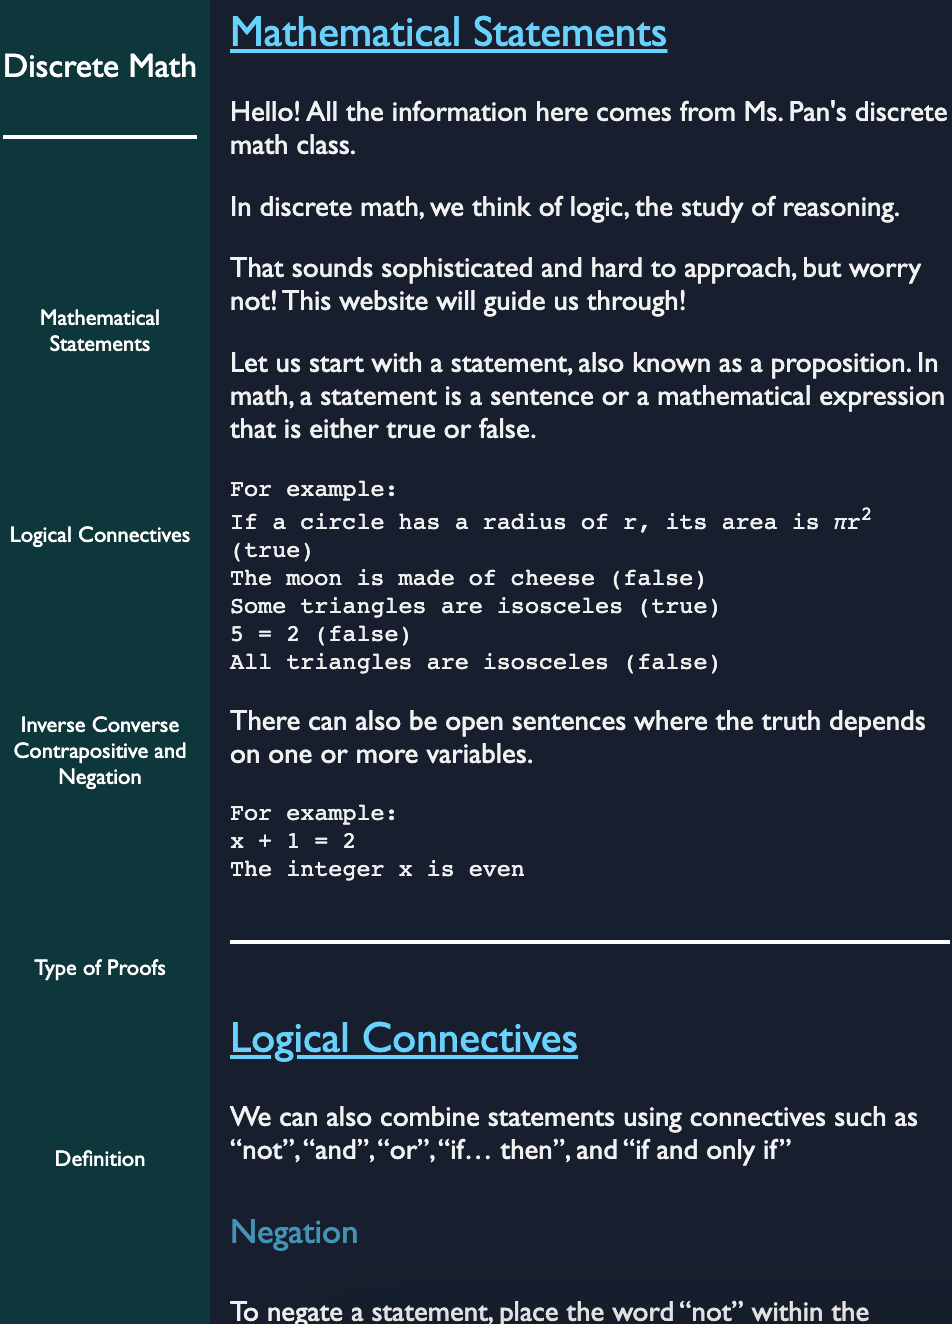 Discrete Math
Mathematical
Statements
Logical Connectives
Inverse Converse
Contrapositive and
Negation
Type of Proofs
Definition
Mathematical Statements
Hello! All the information here comes from Ms. Pan's discrete
math class.
In discrete math, we think of logic, the study of reasoning.
That sounds sophisticated and hard to approach, but worry
not! This website will guide us through!
Let us start with a statement, also known as a proposition. In
math, a statement is a sentence or a mathematical expression
that is either true or false.
For example:
If a circle has a radius of r, its area is πr²
(true)
The moon is made of cheese (false)
Some triangles are isosceles (true)
5 = 2 (false)
All triangles are isosceles (false)
There can also be open sentences where the truth depends
on one or more variables.
For example:
x + 1 = 2
The integer x is even
Logical Connectives
We can also combine statements using connectives such as
“not”, “and”, “or”, “if… then”, and “if and only if”
Negation
To negate a statement, place the word “not” within the